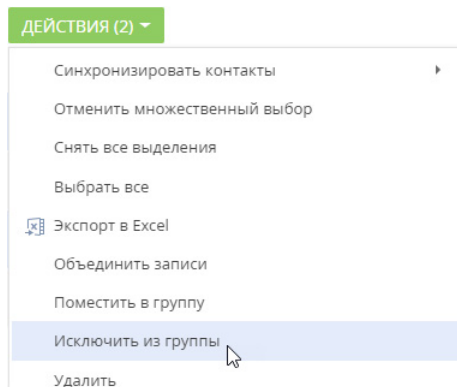 ДЕЙСТВИЯ (2)
Синхронизировать контакты
Отменить множественный выбор
Снять все выделения
Выбрать все
Экспорт в Excel
Объединить записи
Поместить в группу
Исключить из группы
Удалить